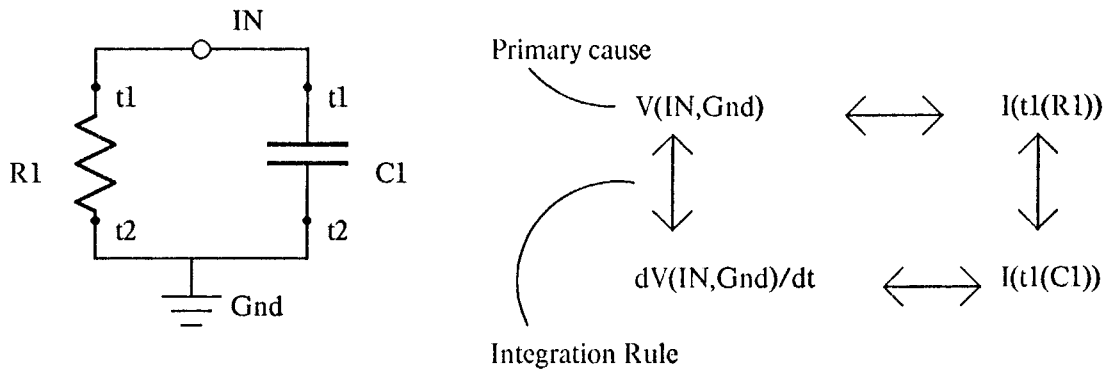 IN
t1
t1
R1
C1
t2
t2
Gnd
Primary cause
V(IN,Gnd)
I(t1(R1))
dV(IN,Gnd)/dt
I(t1(C1))
Integration Rule